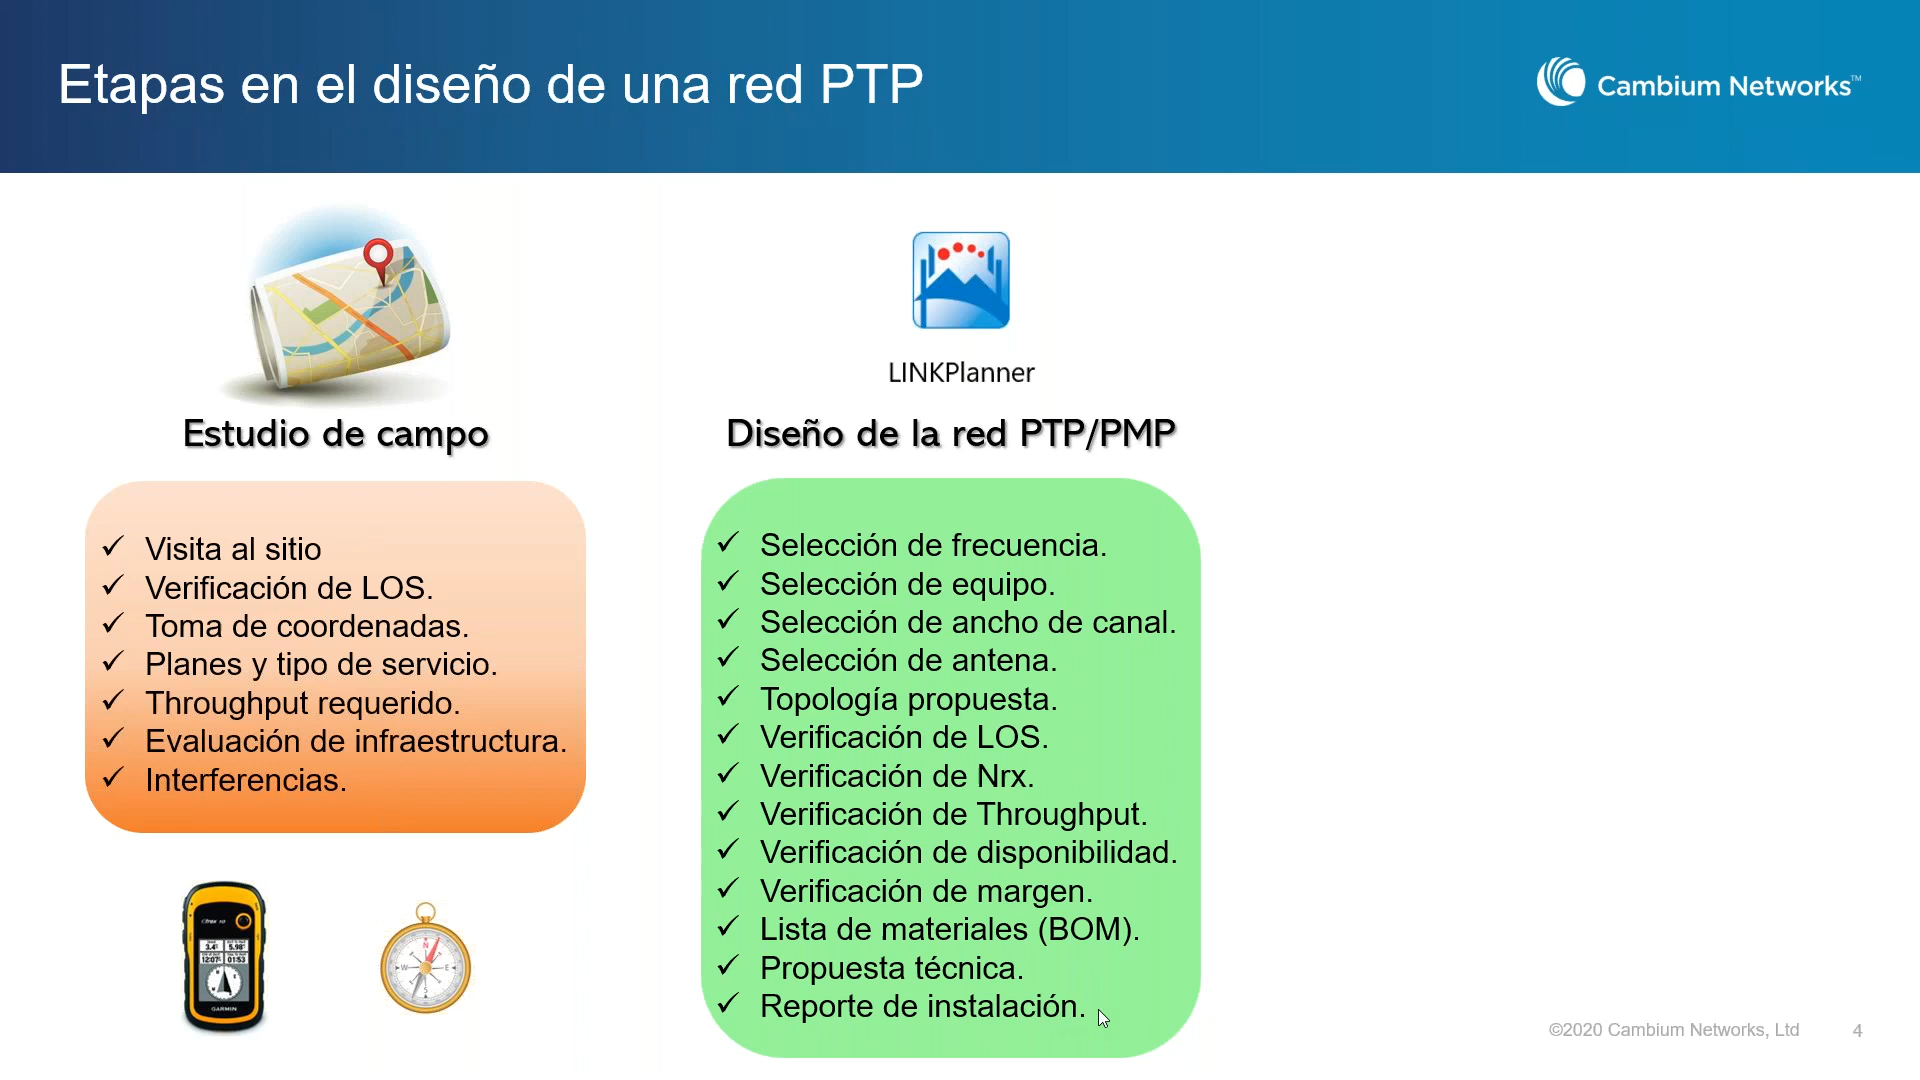 Etapas en el diseño de una red PTP
Cambium Networks™
LINKPlanner
Estudio de campo
Visita al sitio
Verificación de LOS.
Toma de coordenadas.
Planes y tipo de servicio.
Throughput requerido.
Evaluación de infraestructura.
Interferencias.
GARMIN
N
W
E
S
Diseño de la red PTP/PMP
Selección de frecuencia.
Selección de equipo.
Selección de ancho de canal.
Selección de antena.
Topología propuesta.
Verificación de LOS.
Verificación de Nrx.
Verificación de Throughput.
Verificación de disponibilidad.
Verificación de margen.
Lista de materiales (BOM).
Propuesta técnica.
Reporte de instalación.
©2020 Cambium Networks, Ltd
4